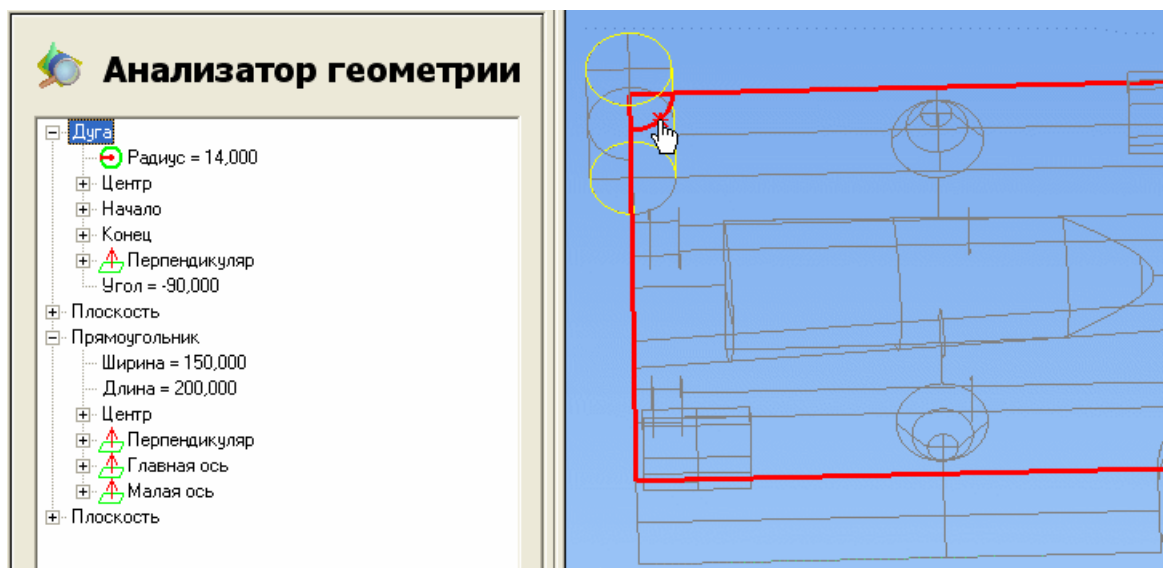 Анализатор геометрии
Дуга
Радиус = 14,000
Центр
Начало
Конец
Перпендикуляр
Угол = -90,000
Плоскость
Прямоугольник
Ширина = 150,000
Длина = 200,000
Центр
Перпендикуляр
Главная ось
Малая ось
Плоскость